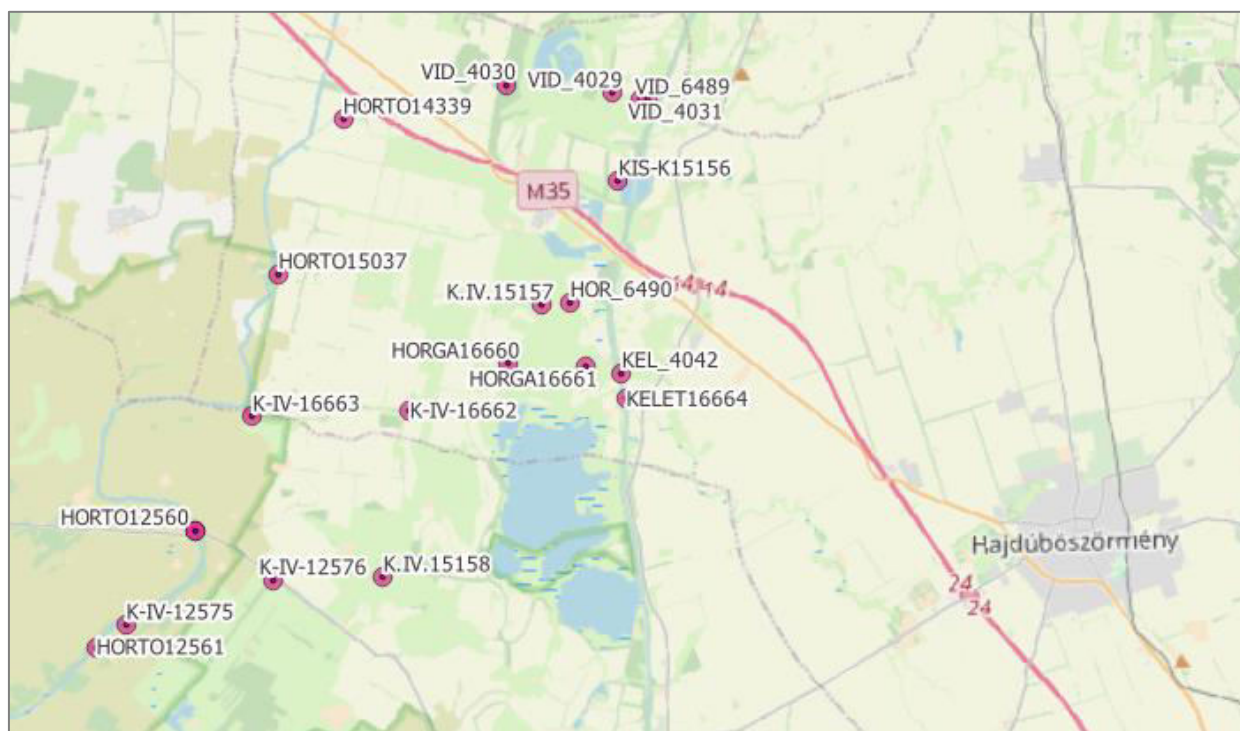 VID_4030
VID_4029
VID_6489
HORTO14339
VID_4031
KIS-K15156
M35
HORTO15037
14 14
K.IV.15157
HOR_6490
HORGA16660
KEL_4042
HORGA16661
K-IV-16663
K-IV-16662
KELET16664
HORTO12560
Hajdúböszörmény
K-IV-12576
K.IV.15158
24
24
K-IV-12575
HORTO12561